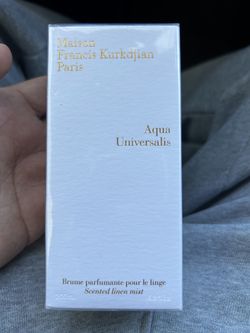 Maison
Francis Kurkdjian
Paris
Aqua
Universalis
Brume parfumante pour le linge
Scented linen mist